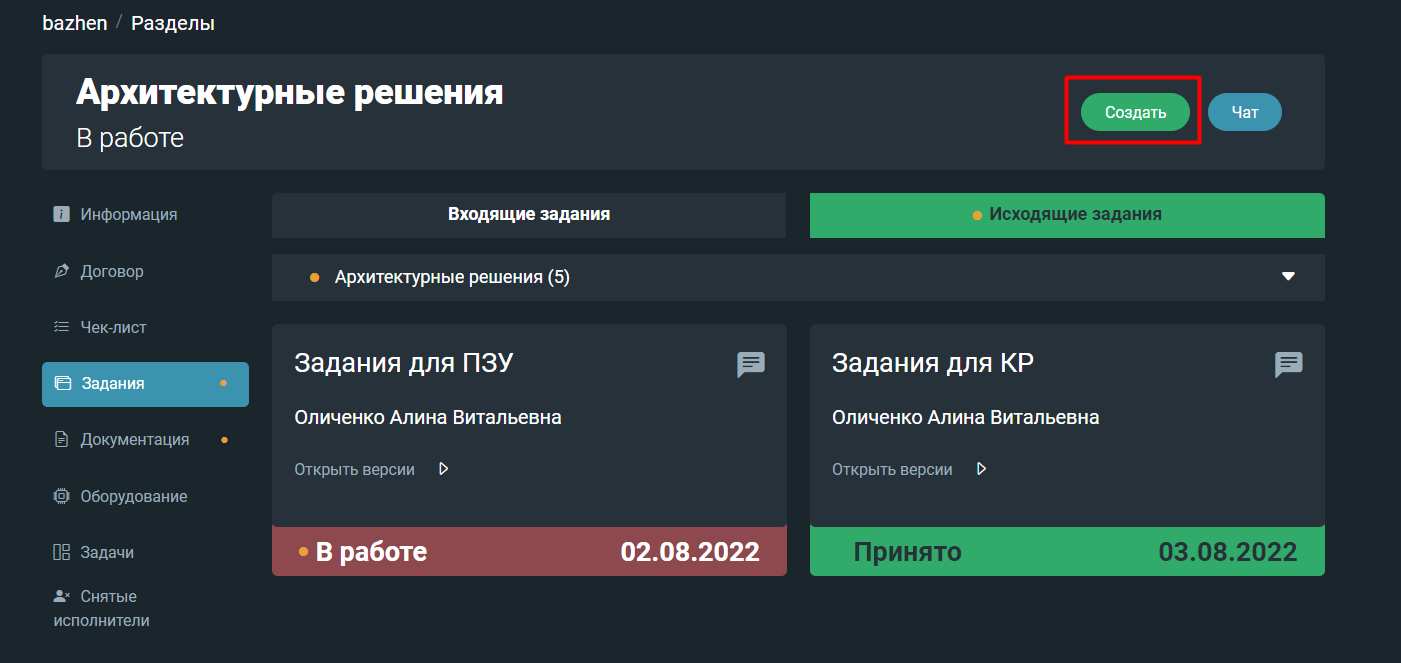 bazhen / Разделы
Архитектурные решения
В работе
Создать
Чат
Информация
Договор
Чек-лист
Задания
Документация
Оборудование
Задачи
Снятые
исполнители
Входящие задания
Исходящие задания
Архитектурные решения (5)
Задания для ПЗУ
Оличенко Алина Витальевна
Открыть версии
В работе 02.08.2022
Задания для КР
Оличенко Алина Витальевна
Открыть версии
Принято 03.08.2022